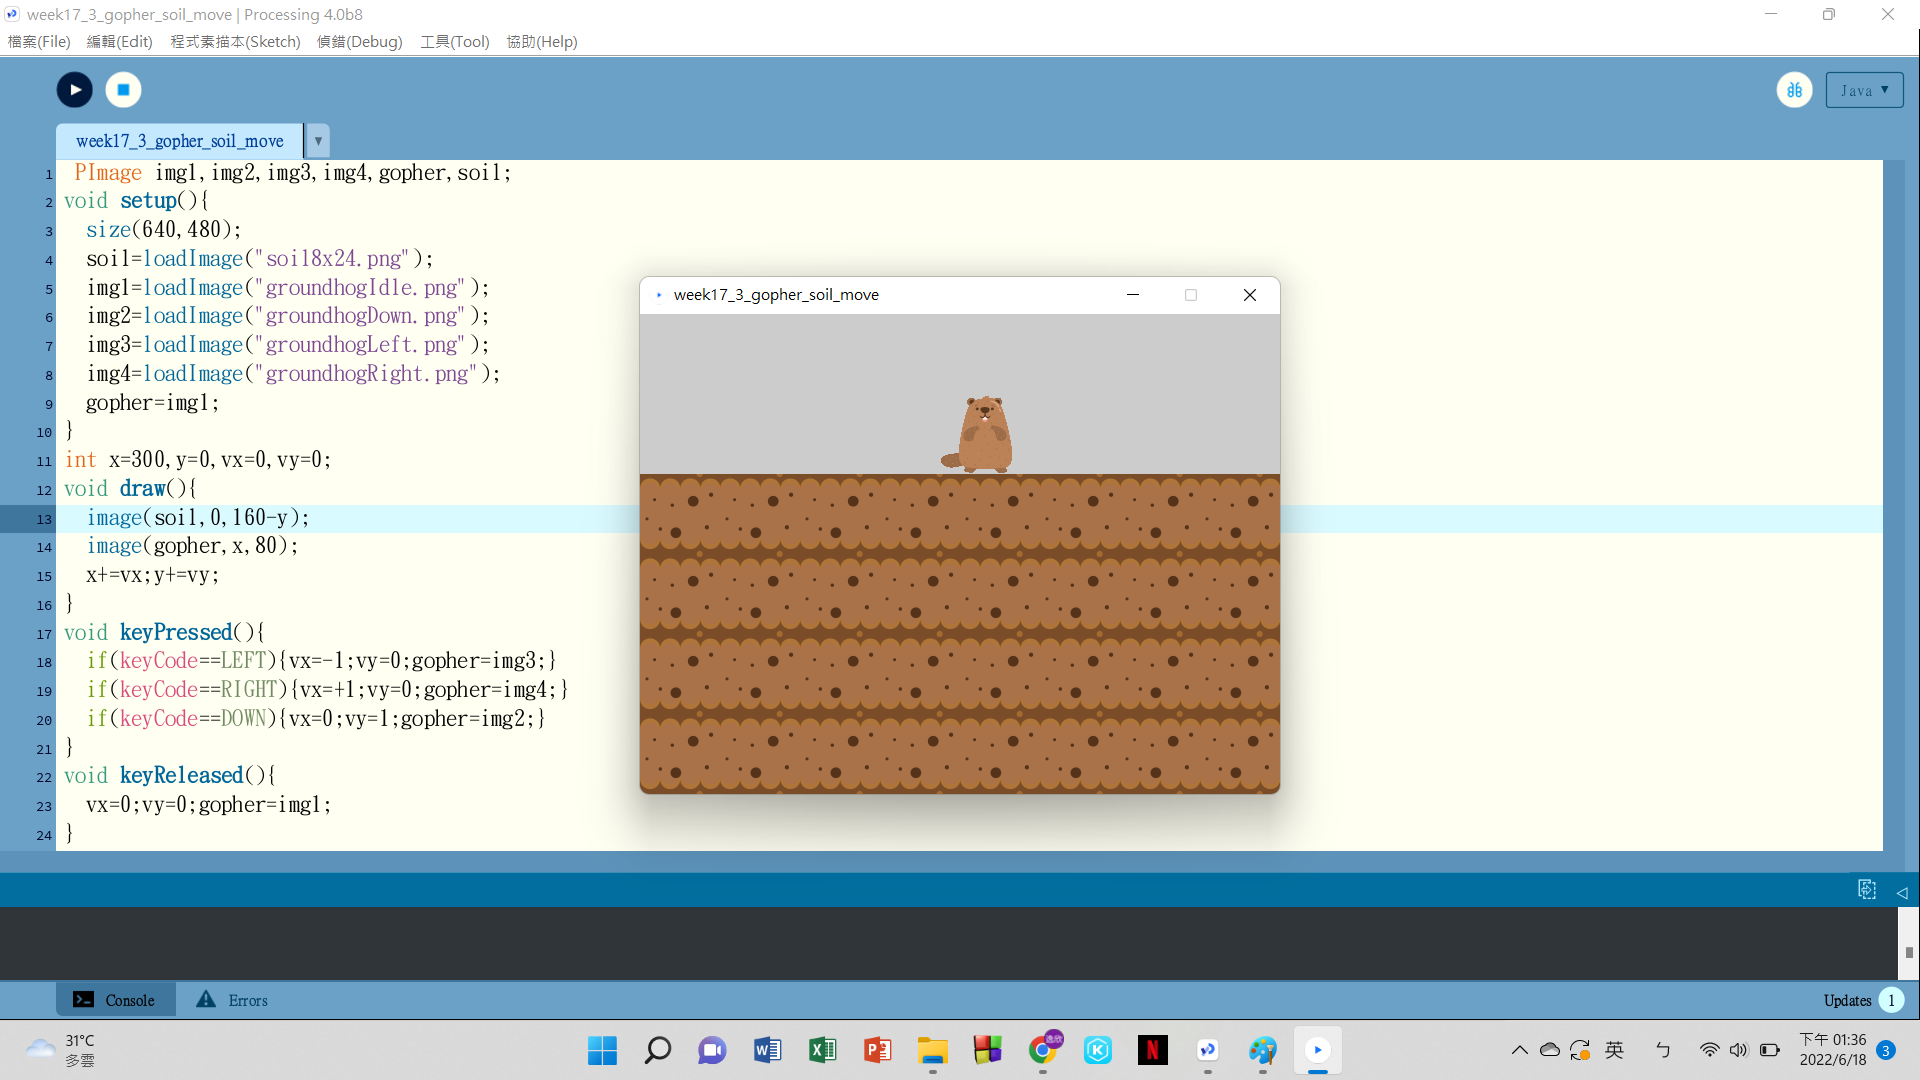 week17_3_gopher_soil_move | Processing 4.0b8
檔案(File) 編輯(Edit) 程式素描本(Sketch) 偵錯(Debug) 工具(Tool) 協助(Help)
Java ▼
week17_3_gopher_soil_move ▼
1 PImage img1,img2,img3,img4,gopher,soil;
2 void setup(){
3 size(640,480);
4 soil=loadImage("soil8x24.png");
5 img1=loadImage("groundhogIdle.png");
6 img2=loadImage("groundhogDown.png");
7 img3=loadImage("groundhogLeft.png");
8 img4=loadImage("groundhogRight.png");
9 gopher=img1;
10 }
11 int x=300,y=0,vx=0,vy=0;
12 void draw(){
13 image(soil,0,160-y);
14 image(gopher,x,80);
15 x+=vx;y+=vy;
16 }
17 void keyPressed(){
18 if(keyCode==LEFT){vx=-1;vy=0;gopher=img3;}
19 if(keyCode==RIGHT){vx=+1;vy=0;gopher=img4;}
20 if(keyCode==DOWN){vx=0;vy=1;gopher=img2;}
21 }
22 void keyReleased(){
23 vx=0;vy=0;gopher=img1;
24 }
week17_3_gopher_soil_move
Console Errors
Updates 1
31°C
多雲
英 ㄅ
下午 01:36
2022/6/18 3